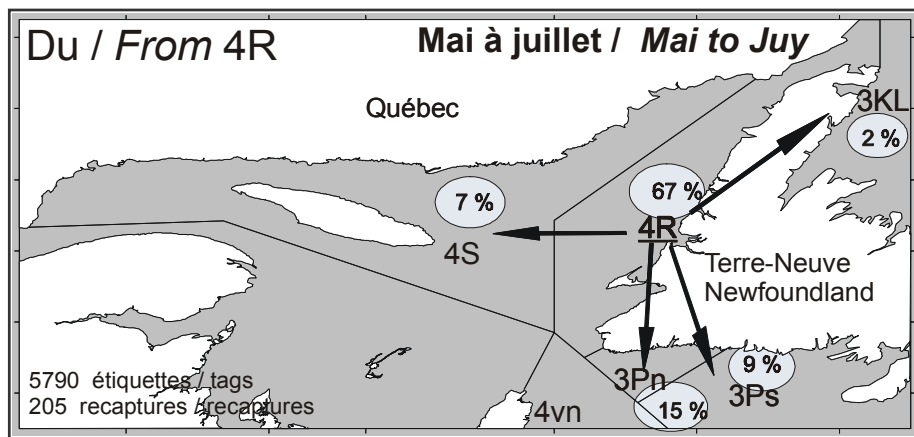 Du / From 4R
Mai à juillet / Mai to Juy
Québec
3KL
2 %
67 %
7 %
4R
4S
Terre-Neuve
Newfoundland
9 %
3Pn
3Ps
15 %
4vn
5790 étiquettes / tags
205 recaptures / recaptures